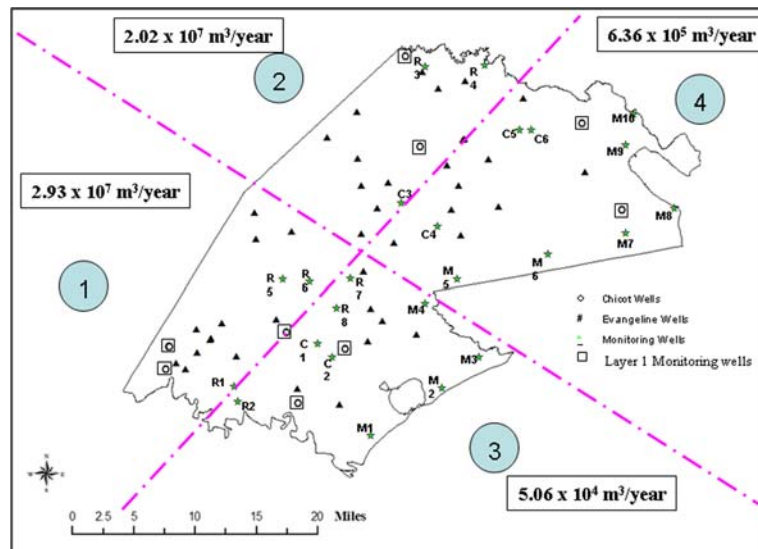 2.02 x 10⁷ m³/year
6.36 x 10⁵ m³/year
2
4
R
3
R
4
M10
C5
C6
M9
2.93 x 10⁷ m³/year
C3
M8
C4
M7
M
6
1
R
5
R
6
R
7
M
5
R
8
M4
Chicot Wells
# Evangeline Wells
Monitoring Wells
Layer 1 Monitoring wells
C
1
C
2
M3
R1
R2
M
2
M1
3
N
W
E
S
5.06 x 10⁴ m³/year
0 2.5 5 10 15 20 Miles